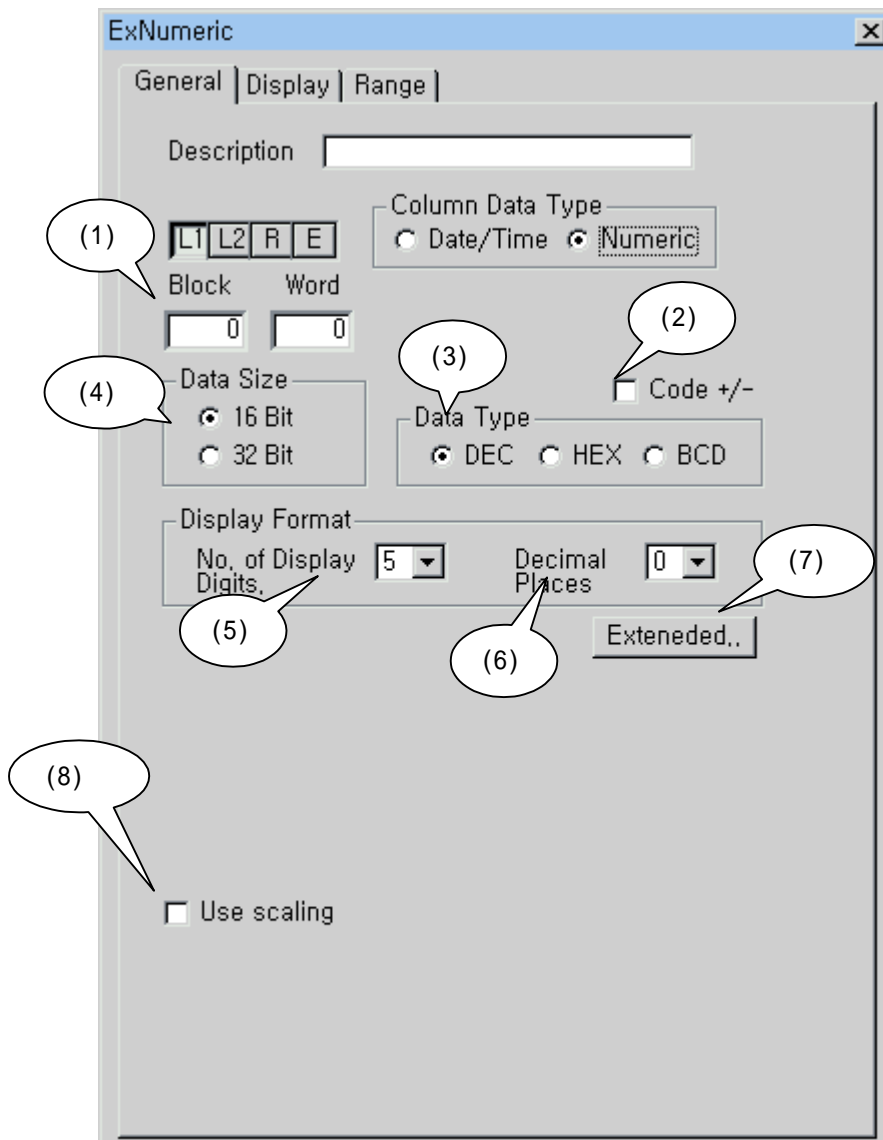 ExNumeric
General Display Range
Description
(1)
L1 L2 R E
Column Data Type
Date/Time Numeric
Block Word
0 0
(2)
(3)
(4)
Data Size
16 Bit
32 Bit
Code +/-
Data Type
DEC HEX BCD
Display Format
No. of Display Digits,
5
Decimal Places
0
(7)
(5)
(6)
Exteneded,,
(8)
Use scaling